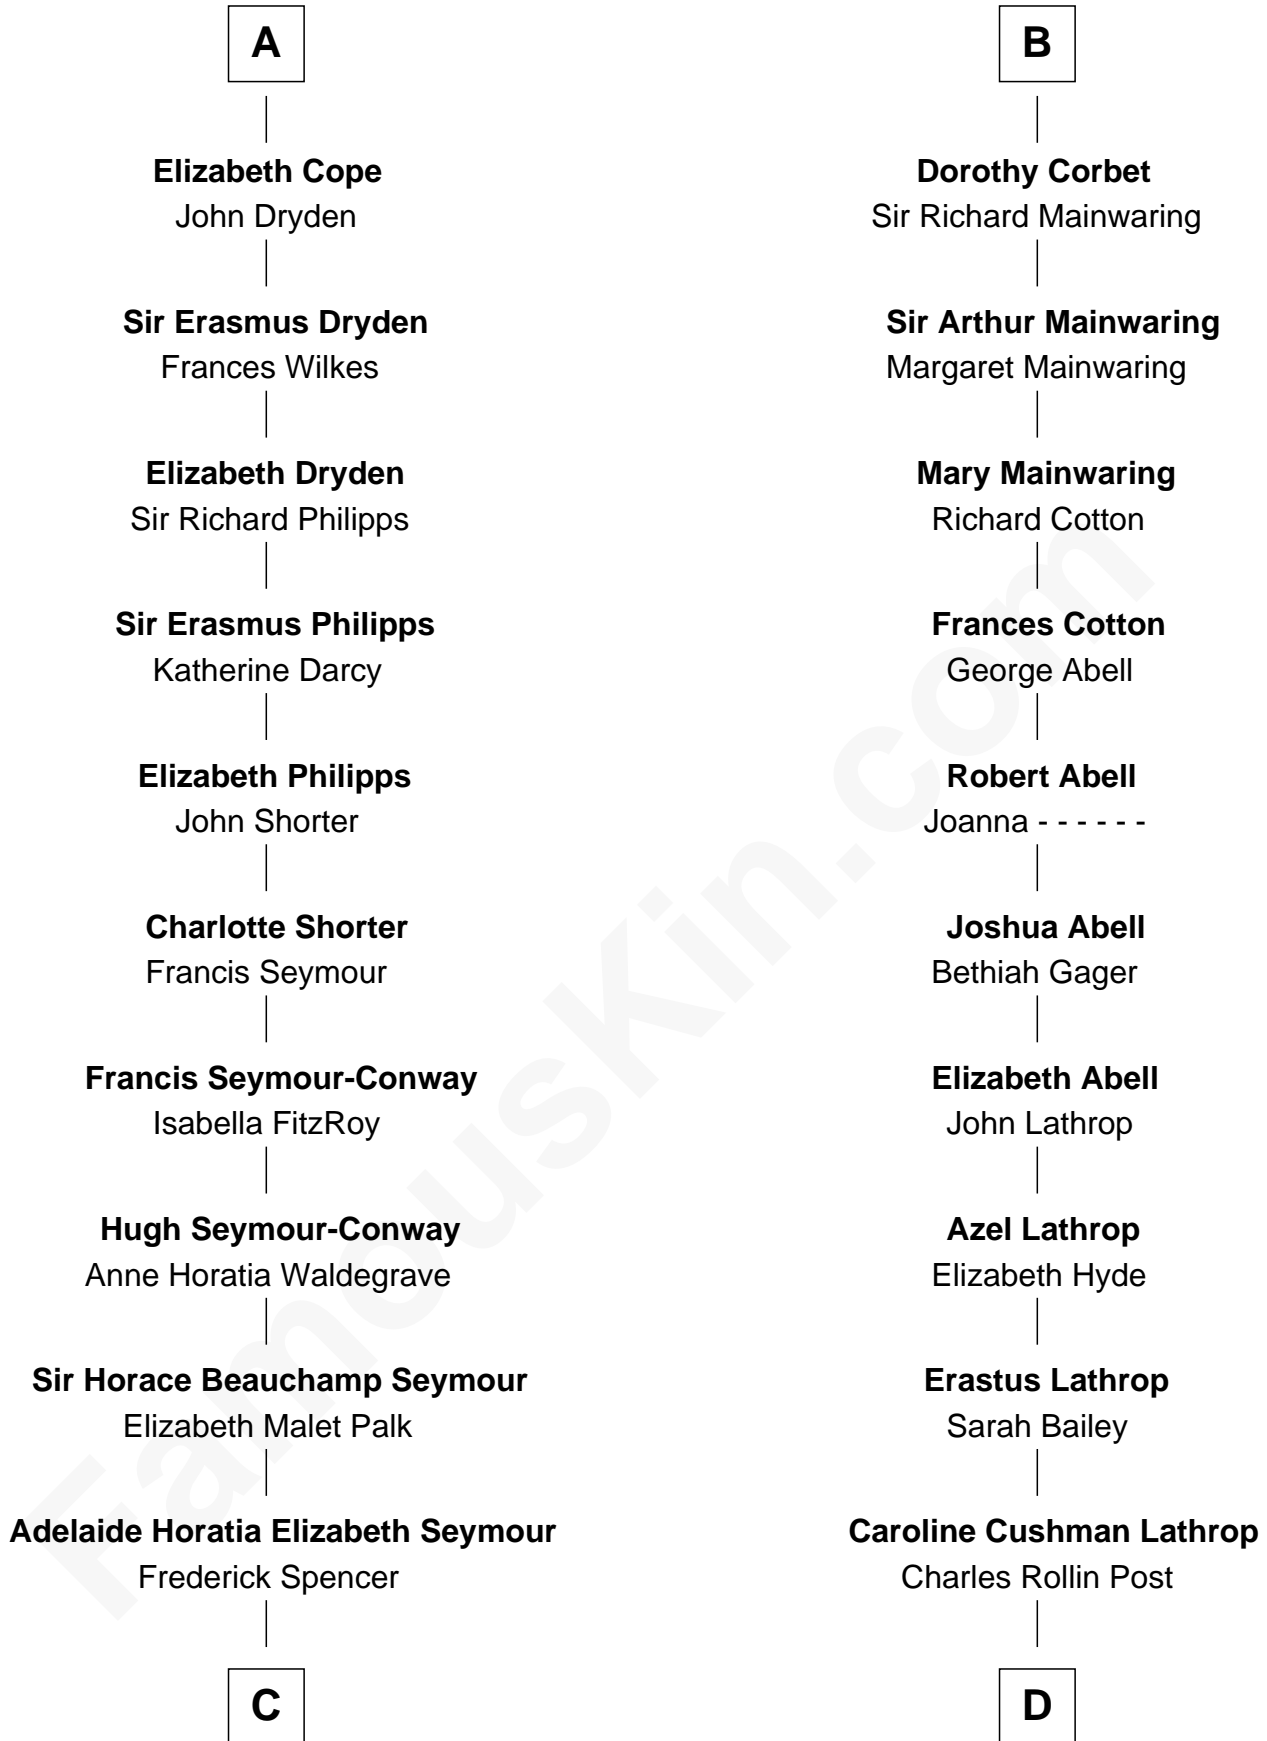 A
Elizabeth Cope
John Dryden
Sir Erasmus Dryden
Frances Wilkes
Elizabeth Dryden
Sir Richard Philipps
Sir Erasmus Philipps
Katherine Darcy
Elizabeth Philipps
John Shorter
Charlotte Shorter
Francis Seymour
Francis Seymour-Conway
Isabella FitzRoy
Hugh Seymour-Conway
Anne Horatia Waldegrave
Sir Horace Beauchamp Seymour
Elizabeth Malet Palk
Adelaide Horatia Elizabeth Seymour
Frederick Spencer
C
B
Dorothy Corbet
Sir Richard Mainwaring
Sir Arthur Mainwaring
Margaret Mainwaring
Mary Mainwaring
Richard Cotton
Frances Cotton
George Abell
Robert Abell
Joanna - - - - - -
Joshua Abell
Bethiah Gager
Elizabeth Abell
John Lathrop
Azel Lathrop
Elizabeth Hyde
Erastus Lathrop
Sarah Bailey
Caroline Cushman Lathrop
Charles Rollin Post
D
FamousKin.com